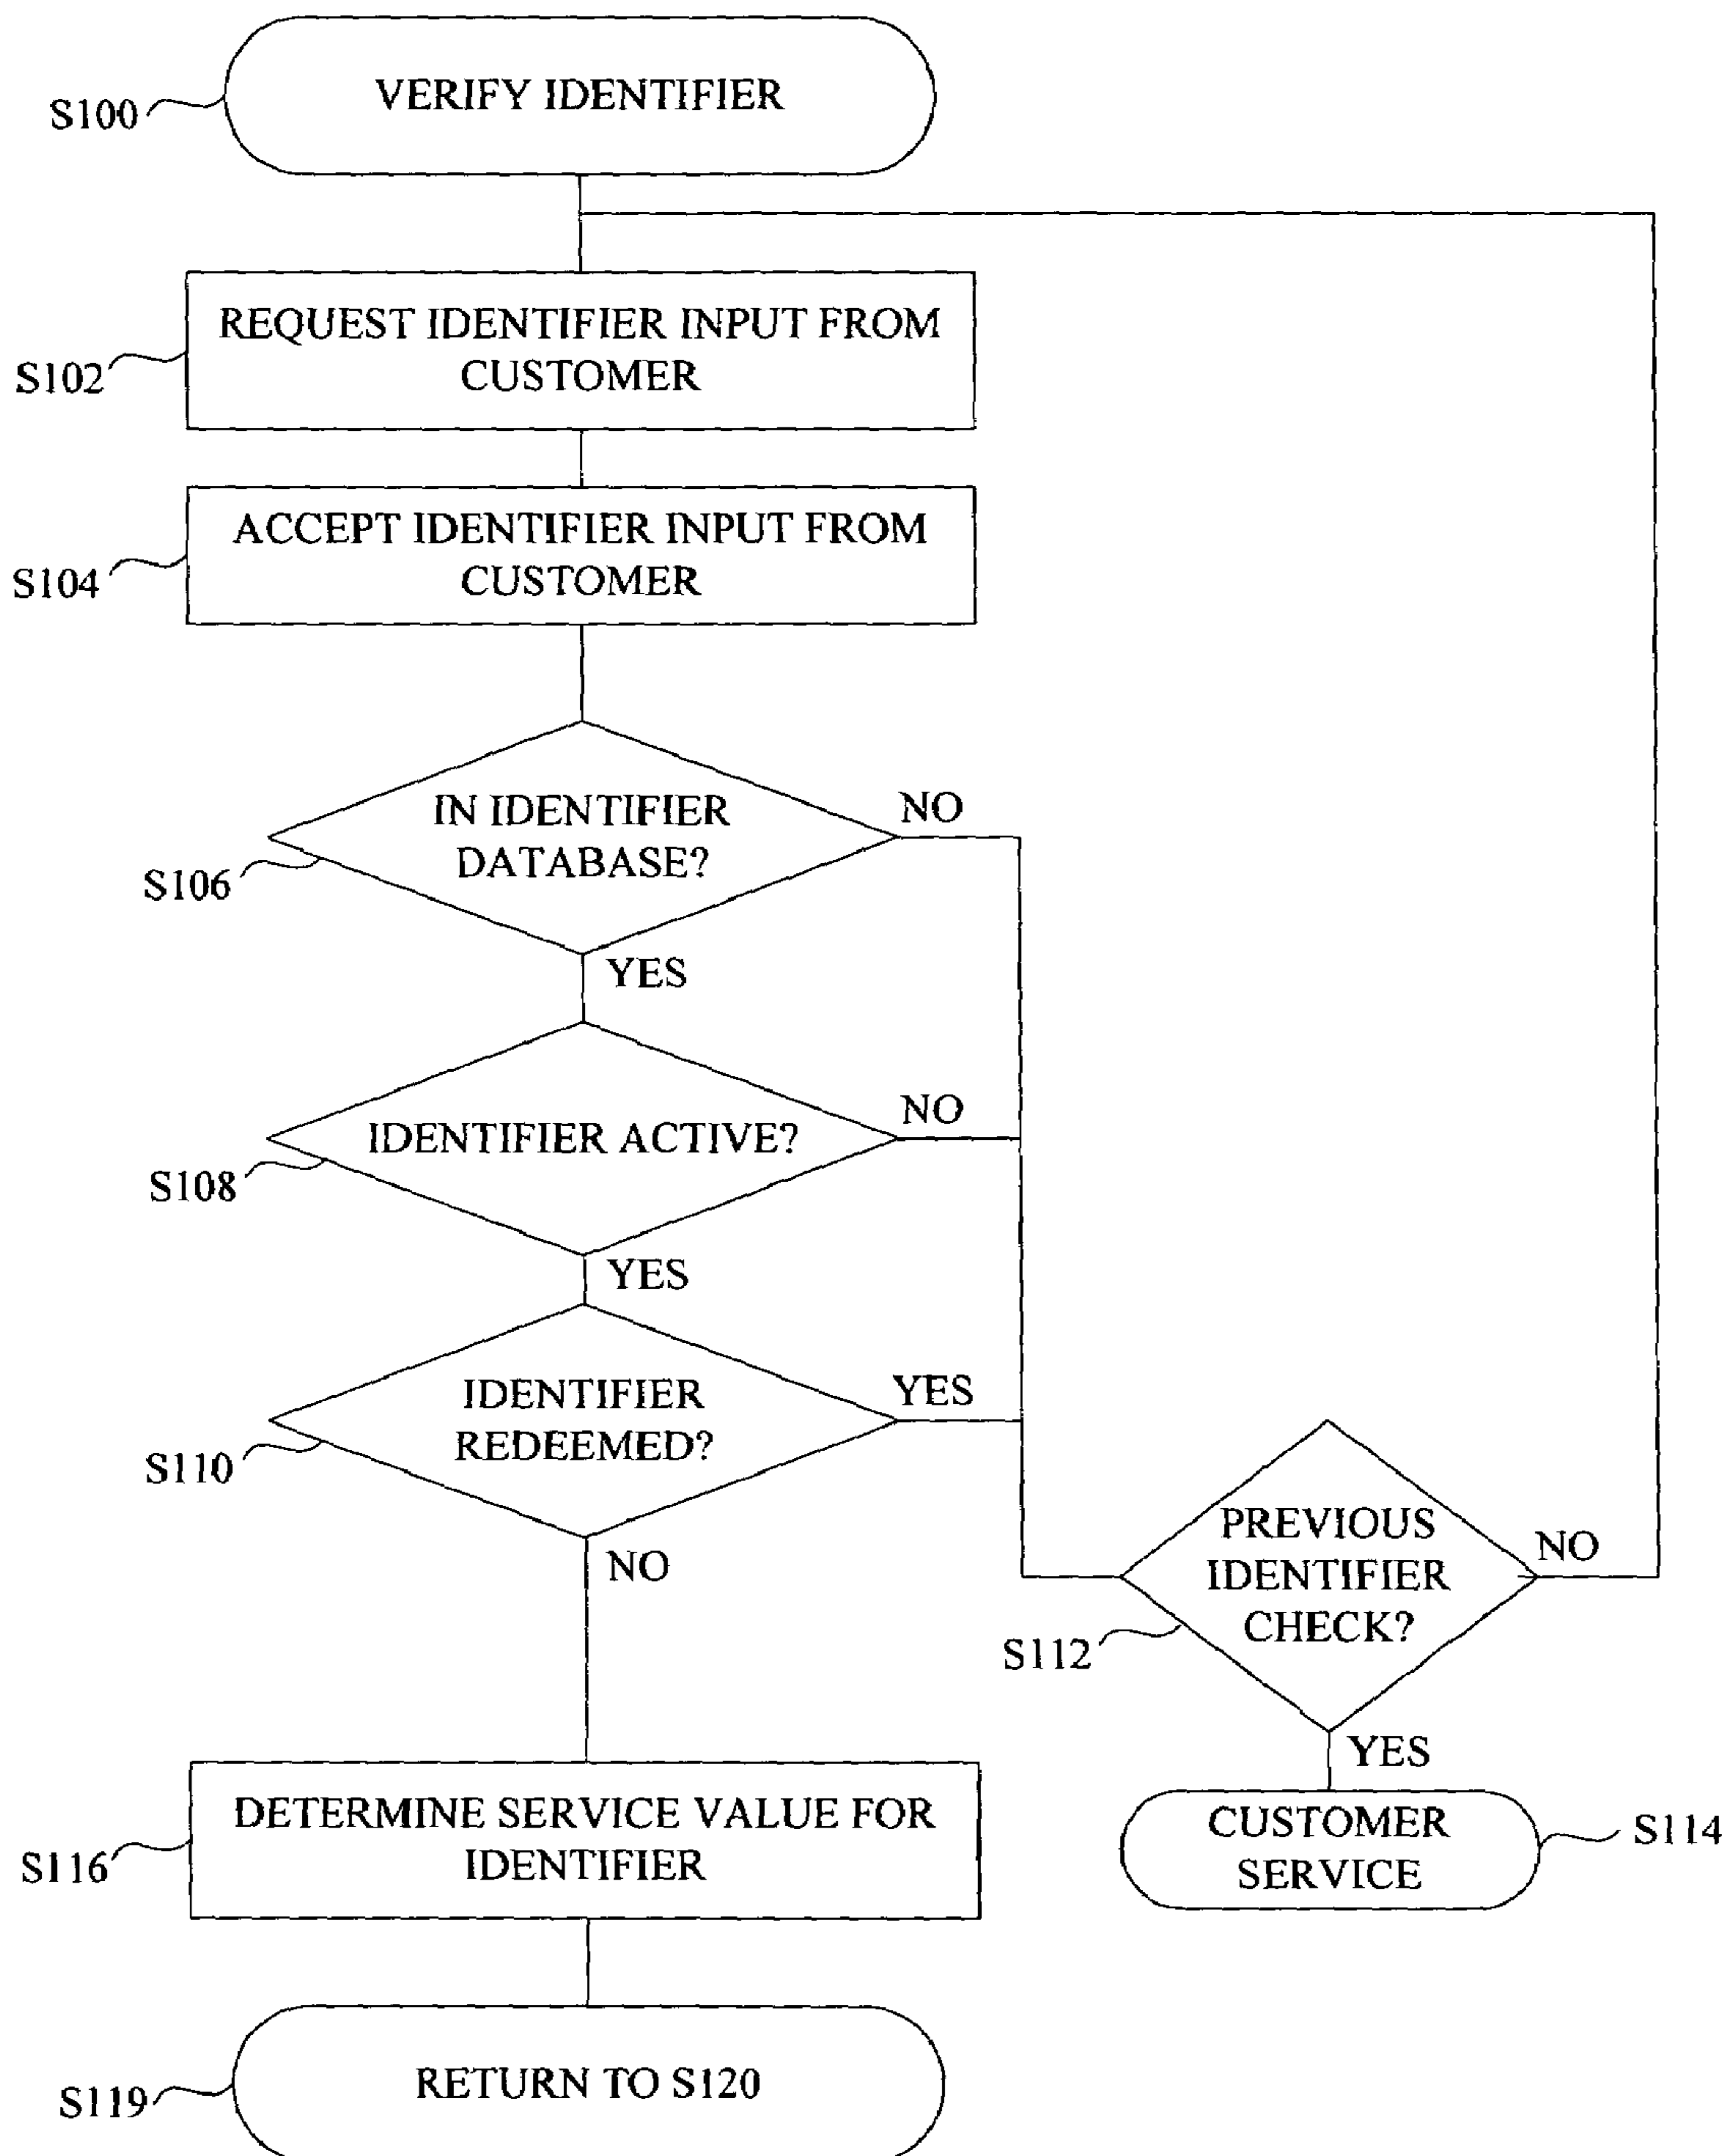 VERIFY IDENTIFIER
S100
REQUEST IDENTIFIER INPUT FROM
CUSTOMER
S102
ACCEPT IDENTIFIER INPUT FROM
CUSTOMER
S104
IN IDENTIFIER
DATABASE?
NO
S106
YES
IDENTIFIER ACTIVE?
NO
S108
YES
IDENTIFIER
REDEEMED?
YES
S110
NO
PREVIOUS
IDENTIFIER
CHECK?
NO
S112
YES
CUSTOMER
SERVICE
S114
DETERMINE SERVICE VALUE FOR
IDENTIFIER
S116
RETURN TO S120
S119